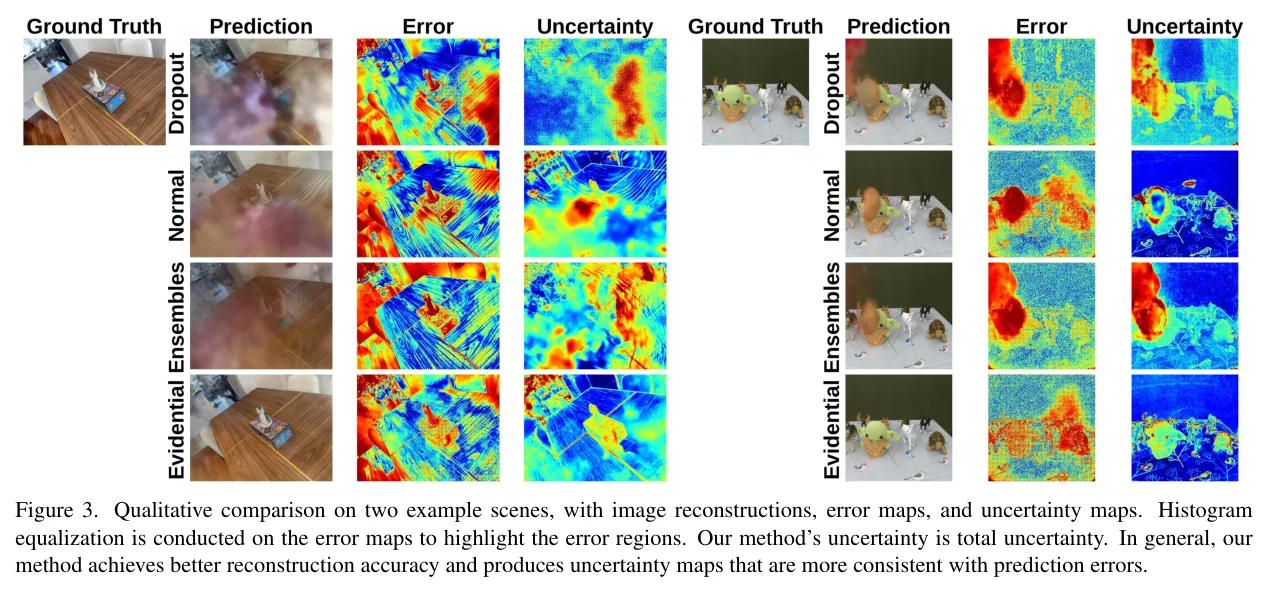 Ground Truth Prediction Error Uncertainty Ground Truth Prediction Error Uncertainty
Dropout Dropout
Normal Normal
Ensembles Ensembles
Evidential Evidential
Figure 3. Qualitative comparison on two example scenes, with image reconstructions, error maps, and uncertainty maps. Histogram
equalization is conducted on the error maps to highlight the error regions. Our method's uncertainty is total uncertainty. In general, our
method achieves better reconstruction accuracy and produces uncertainty maps that are more consistent with prediction errors.